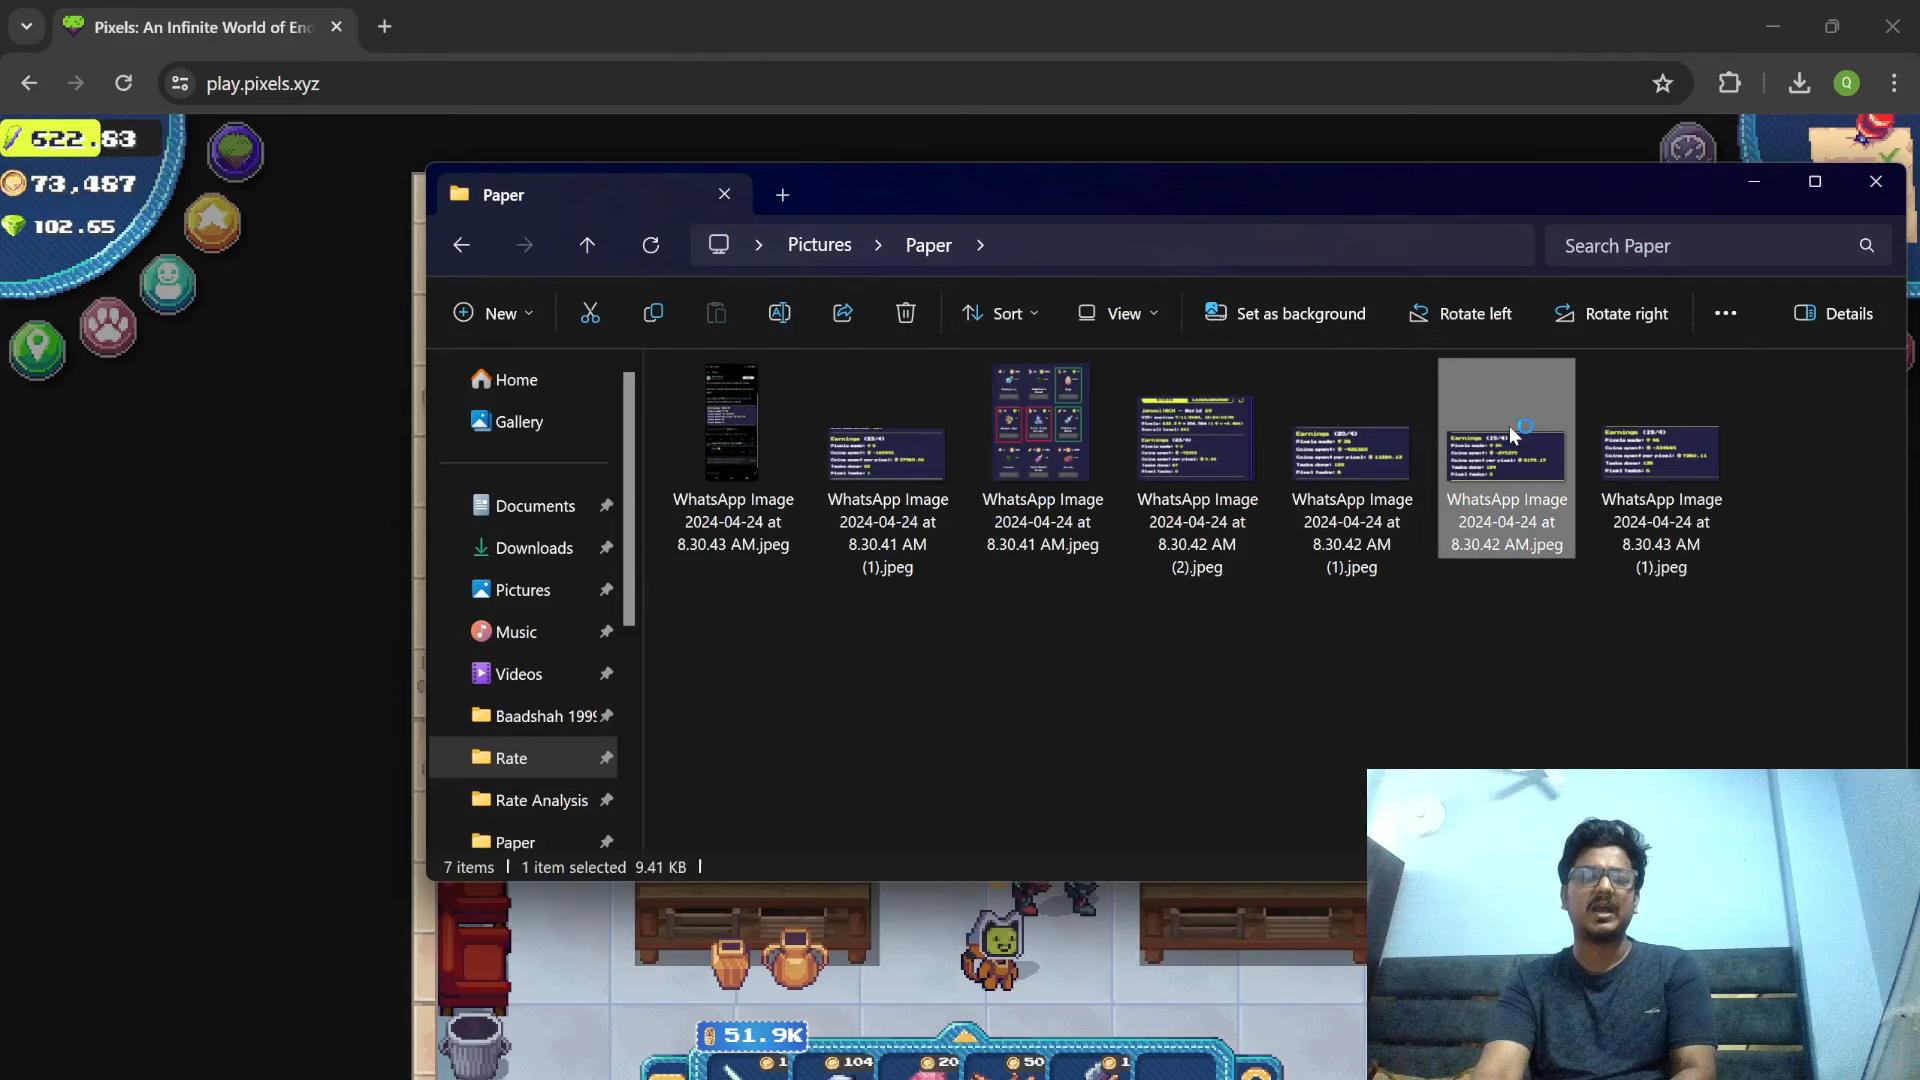 Pixels: An Infinite World of End
play.pixels.xyz
Q
622.83
73,487
102.65
Paper
Pictures
Paper
Search Paper
New
Sort
View
Set as background
Rotate left
Rotate right
Details
Home
Gallery
Documents
Downloads
Pictures
Music
Videos
Baadshah 199
Rate
Rate Analysis
Paper
WhatsApp Image
2024-04-24 at
8.30.43 AM.jpeg
WhatsApp Image
2024-04-24 at
8.30.41 AM
(1).jpeg
WhatsApp Image
2024-04-24 at
8.30.41 AM.jpeg
WhatsApp Image
2024-04-24 at
8.30.42 AM
(2).jpeg
WhatsApp Image
2024-04-24 at
8.30.42 AM
(1).jpeg
WhatsApp Image
2024-04-24 at
8.30.42 AM.jpeg
WhatsApp Image
2024-04-24 at
8.30.43 AM
(1).jpeg
7 items
1 item selected 9.41 KB
51.9K
1
104
20
50
1